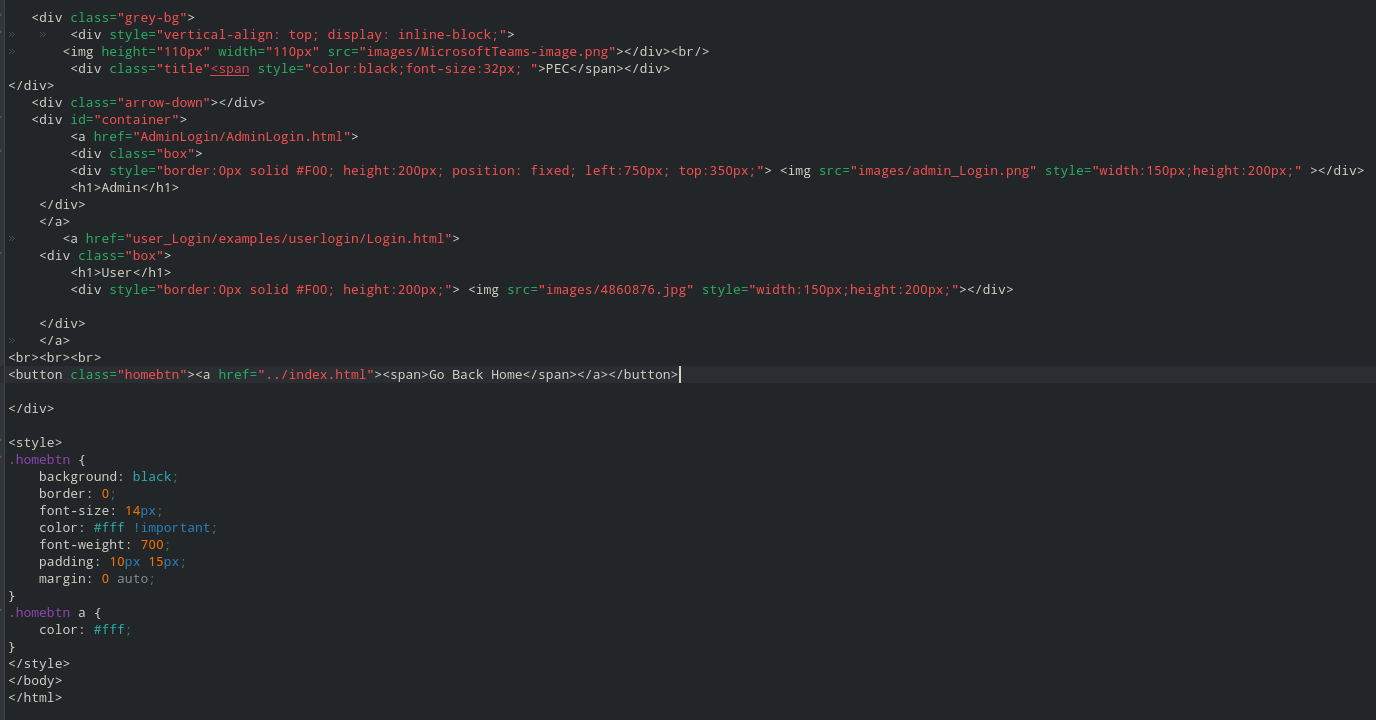 <div class="grey-bg">
<div style="vertical-align: top; display: inline-block;">
<img height="110px" width="110px" src="images/MicrosoftTeams-image.png"></div><br/>
<div class="title"<span style="color:black;font-size:32px; ">PEC</span></div>
</div>
<div class="arrow-down"></div>
<div id="container">
<a href="AdminLogin/AdminLogin.html">
<div class="box">
<div style="border:0px solid #F00; height:200px; position: fixed; left:750px; top:350px;"> <img src="images/admin_Login.png" style="width:150px;height:200px;" ></div>
<h1>Admin</h1>
</div>
</a>
<a href="user_Login/examples/userlogin/Login.html">
<div class="box">
<h1>User</h1>
<div style="border:0px solid #F00; height:200px;"> <img src="images/4860876.jpg" style="width:150px;height:200px;"></div>
</div>
</a>
<br><br><br>
<button class="homebtn"><a href="../index.html"><span>Go Back Home</span></a></button>
</div>
<style>
.homebtn {
background: black;
border: 0;
font-size: 14px;
color: #fff !important;
font-weight: 700;
padding: 10px 15px;
margin: 0 auto;
}
.homebtn a {
color: #fff;
}
</style>
</body>
</html>